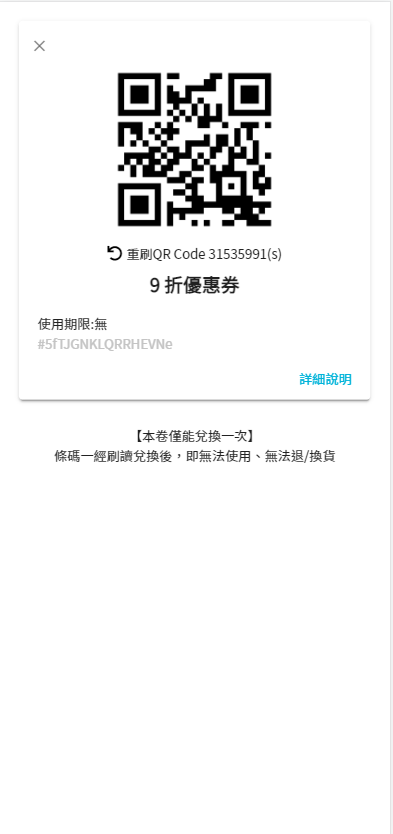 重刷QR Code 31535991(s)
9 折優惠券
使用期限:無
#5fTJGNKLQRRHEVNe
詳細說明
【本卷僅能兌換一次】
條碼一經刷讀兌換後，即無法使用、無法退/換貨